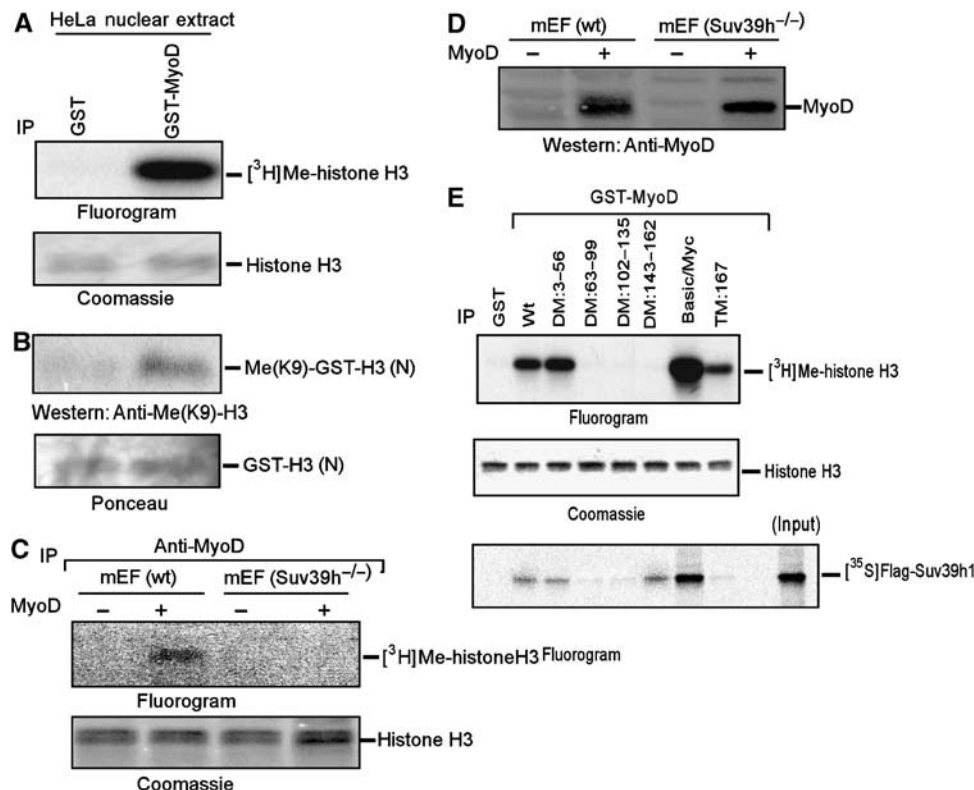 A
HeLa nuclear extract
IP
GST
GST-MyoD
[³H]Me-histone H3
Fluorogram
Histone H3
Coomassie
B
Me(K9)-GST-H3 (N)
Western: Anti-Me(K9)-H3
GST-H3 (N)
Ponceau
C
IP
Anti-MyoD
mEF (wt)
mEF (Suv39h⁻/⁻)
MyoD – + – +
[³H]Me-histoneH3 Fluorogram
Fluorogram
Histone H3
Coomassie
D
mEF (wt)
mEF (Suv39h⁻/⁻)
MyoD – + – +
MyoD
Western: Anti-MyoD
E
GST-MyoD
IP
GST
Wt
DM:3–56
DM:63–99
DM:102–135
DM:143–162
Basic/Myc
TM:167
[³H]Me-histone H3
Fluorogram
Histone H3
Coomassie
(Input)
[³⁵S]Flag-Suv39h1